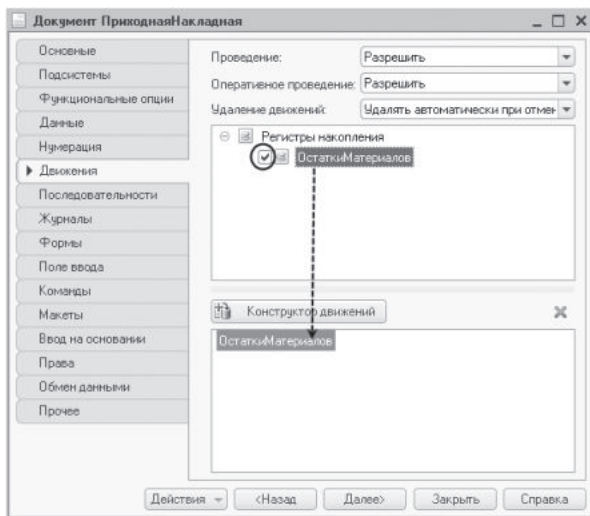 Документ ПриходнаяНакладная
Основные
Подсистемы
Функциональные опции
Данные
Нумерация
Движения
Последовательности
Журналы
Формы
Поле ввода
Команды
Макеты
Ввод на основании
Права
Обмен данными
Прочее
Проведение: Разрешить
Оперативное проведение: Разрешить
Удаление движений: Удалять автоматически при отмен
Регистры накопления
ОстаткиМатериалов
Конструктор движений
ОстаткиМатериалов
Действия <Назад Далее> Закрыть Справка